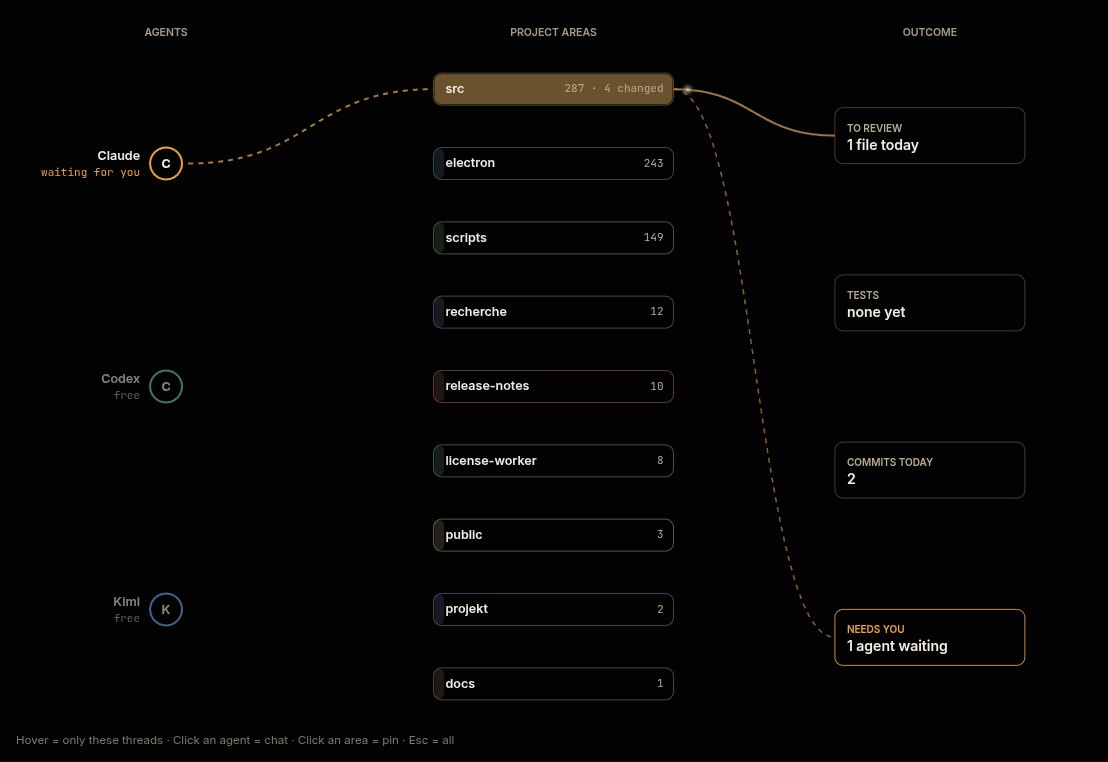 AGENTS
PROJECT AREAS
OUTCOME
src
287 · 4 changed
TO REVIEW
1 file today
Claude
waiting for you
C
electron
243
scripts
149
TESTS
none yet
recherche
12
Codex
free
C
release-notes
10
license-worker
8
COMMITS TODAY
2
public
3
Kimi
free
K
projekt
2
NEEDS YOU
1 agent waiting
docs
1
Hover = only these threads · Click an agent = chat · Click an area = pin · Esc = all